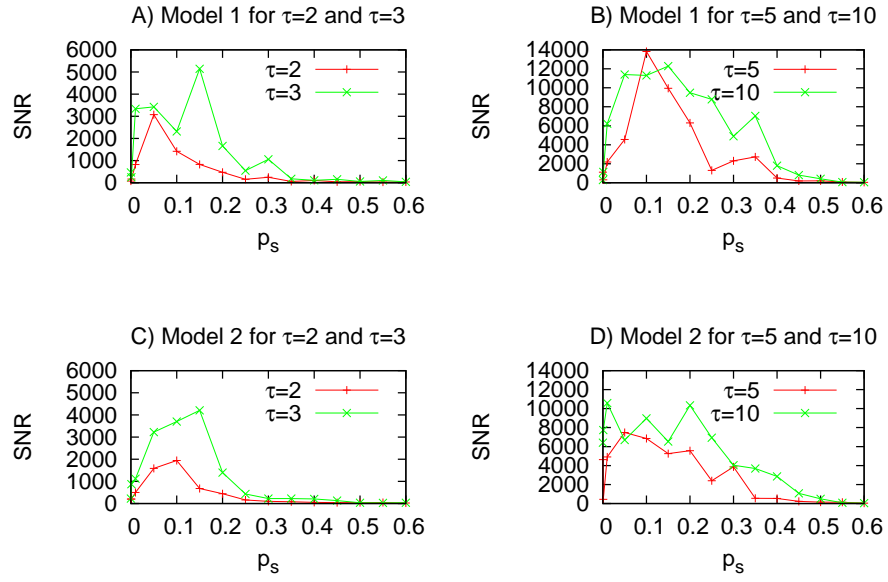 A) Model 1 for τ=2 and τ=3
SNR
6000
5000
4000
3000
2000
1000
0
τ=2
τ=3
0 0.1 0.2 0.3 0.4 0.5 0.6
p_s
B) Model 1 for τ=5 and τ=10
SNR
14000
12000
10000
8000
6000
4000
2000
0
τ=5
τ=10
0 0.1 0.2 0.3 0.4 0.5 0.6
p_s
C) Model 2 for τ=2 and τ=3
SNR
6000
5000
4000
3000
2000
1000
0
τ=2
τ=3
0 0.1 0.2 0.3 0.4 0.5 0.6
p_s
D) Model 2 for τ=5 and τ=10
SNR
14000
12000
10000
8000
6000
4000
2000
0
τ=5
τ=10
0 0.1 0.2 0.3 0.4 0.5 0.6
p_s